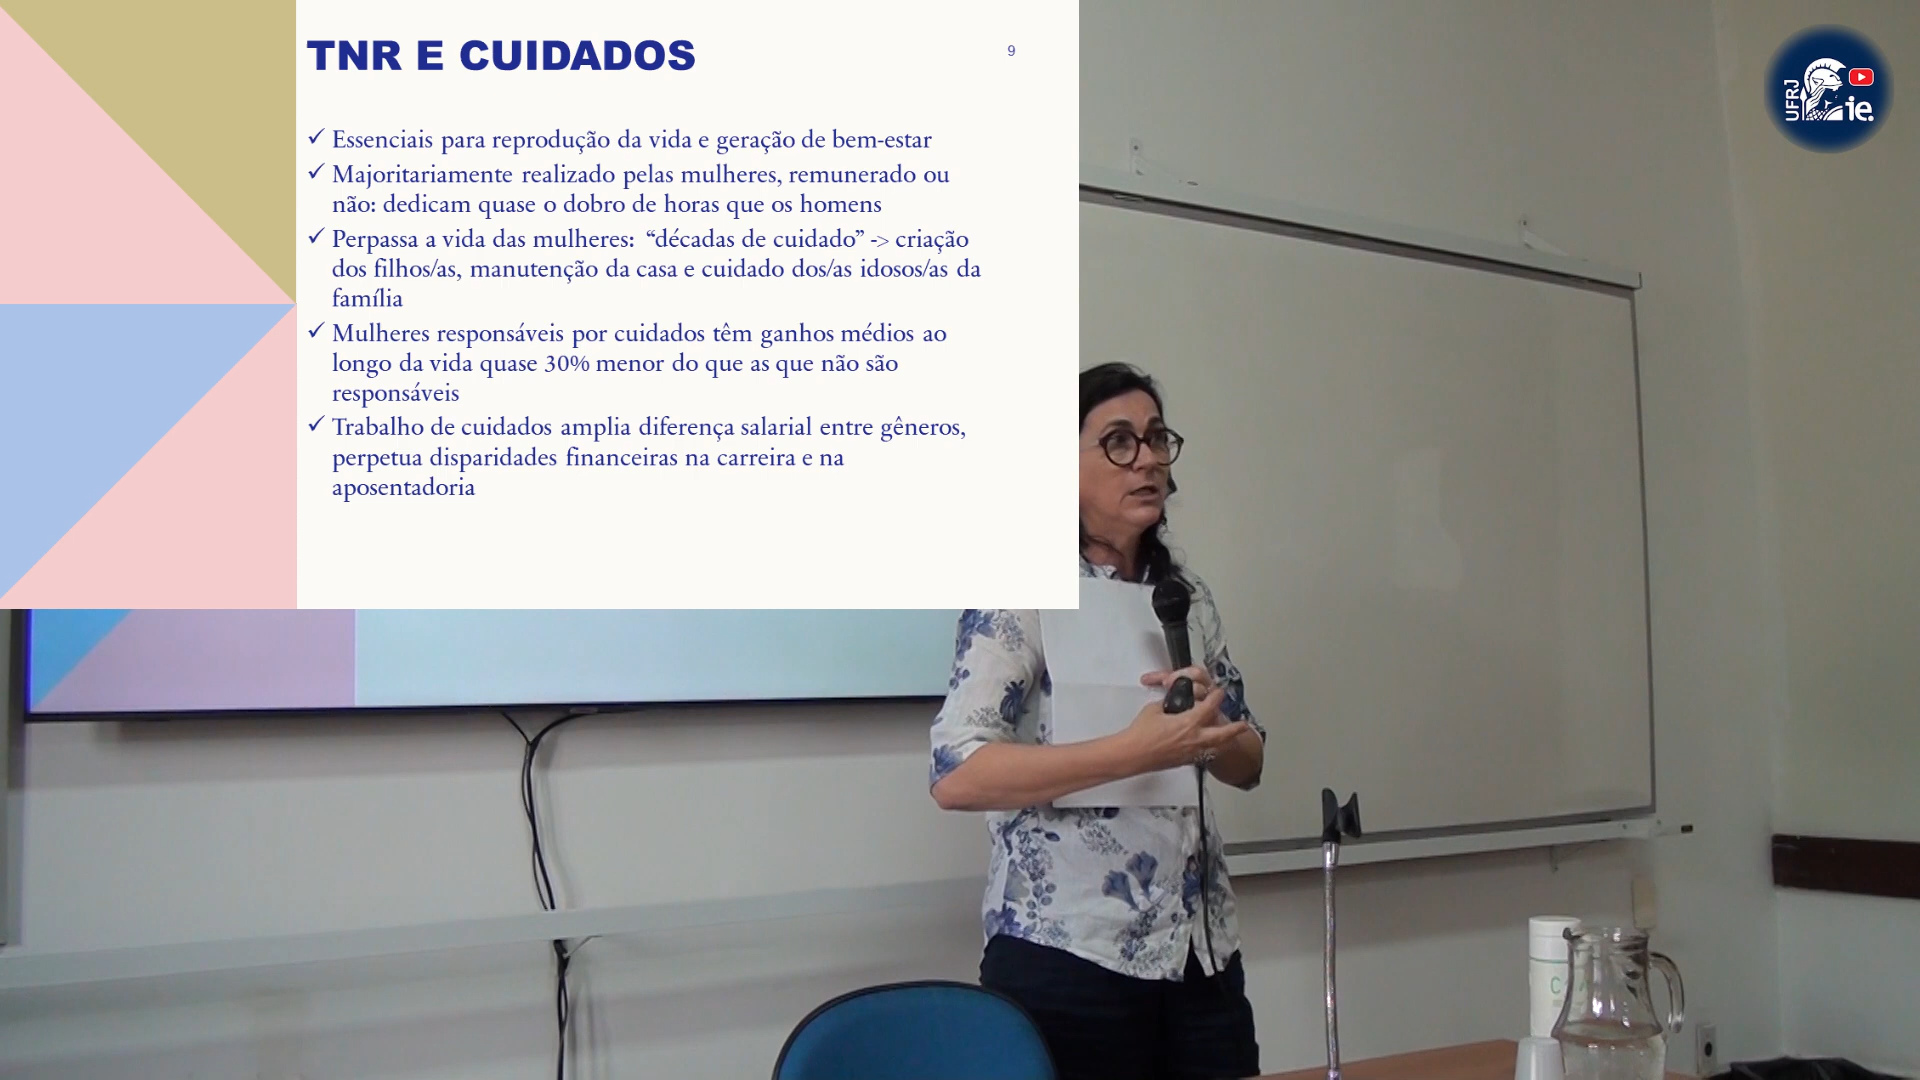 TNR E CUIDADOS
9
✓ Essenciais para reprodução da vida e geração de bem-estar
✓ Majoritariamente realizado pelas mulheres, remunerado ou
não: dedicam quase o dobro de horas que os homens
✓ Perpassa a vida das mulheres: “décadas de cuidado” -> criação
dos filhos/as, manutenção da casa e cuidado dos/as idosos/as da
família
✓ Mulheres responsáveis por cuidados têm ganhos médios ao
longo da vida quase 30% menor do que as que não são
responsáveis
✓ Trabalho de cuidados amplia diferença salarial entre gêneros,
perpetua disparidades financeiras na carreira e na
aposentadoria
UFRJ
ie.